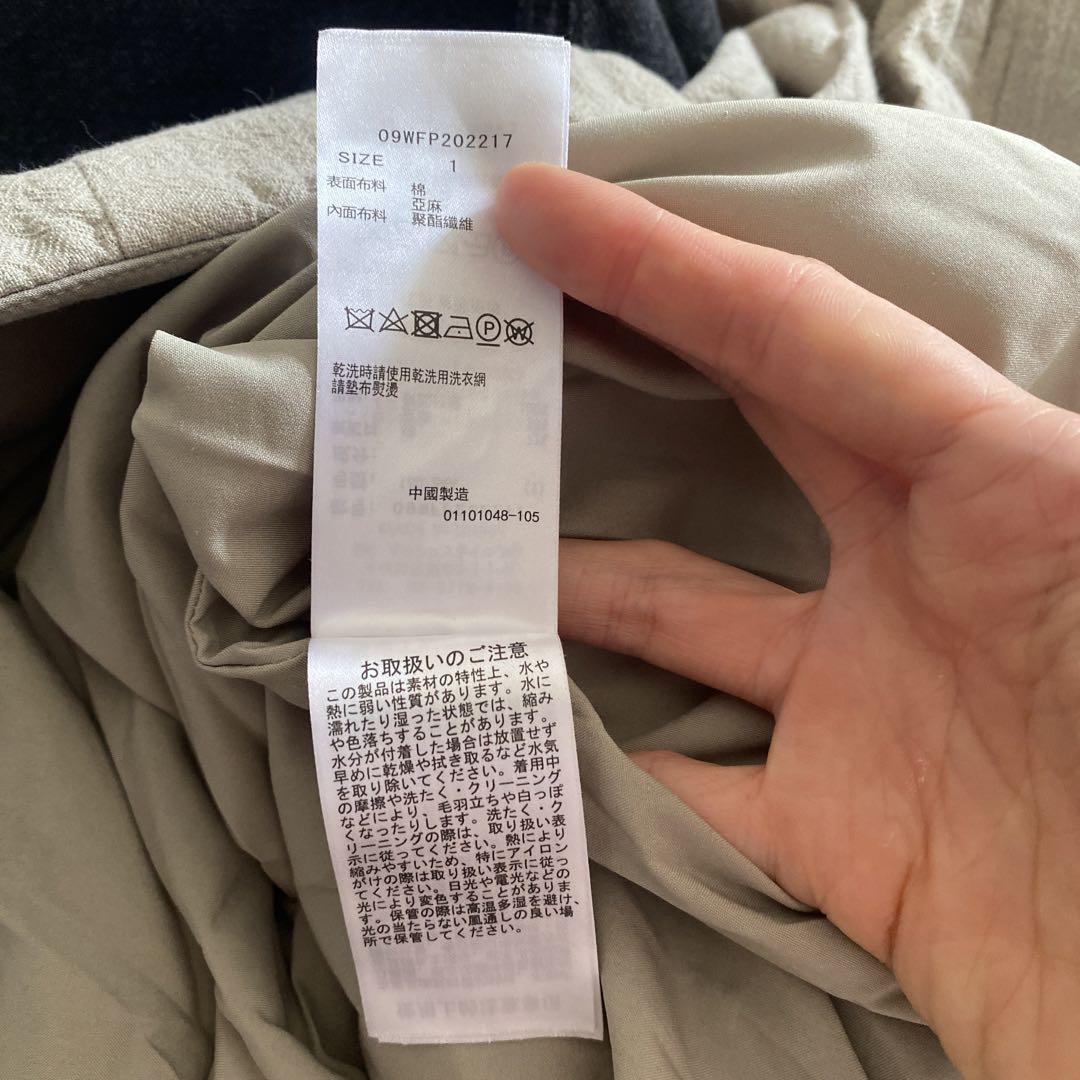 09WFP202217
SIZE 1
表面布料 棉
亞麻
內面布料 聚酯纖維
P
W
乾洗時請使用乾洗用洗衣網
請墊布熨燙
中國製造
01101048-105
お取扱いのご注意
この製品は素材の特性上、水や
熱に弱い性質があります。水に
濡れたり湿った状態では、縮み
や色落ちすることがあります。
水分が付着した場合は放置せず
早めに乾燥や拭き取るなど水気
を取り除いてください。着用中
の摩擦や洗たく・クリーニング
などにより、毛羽立ちや白っぽ
くなったりします。洗たく・ク
リーニングの際は、取り扱い表
示に従ってください。熱により
縮みやすいため、特にアイロン
がけの際は取り扱い表示に従っ
てください。日光や電光などの
光により変色することがありま
す。保管の際は高温多湿を避け、
光の当たらない風通しの良い場
所で保管してください。